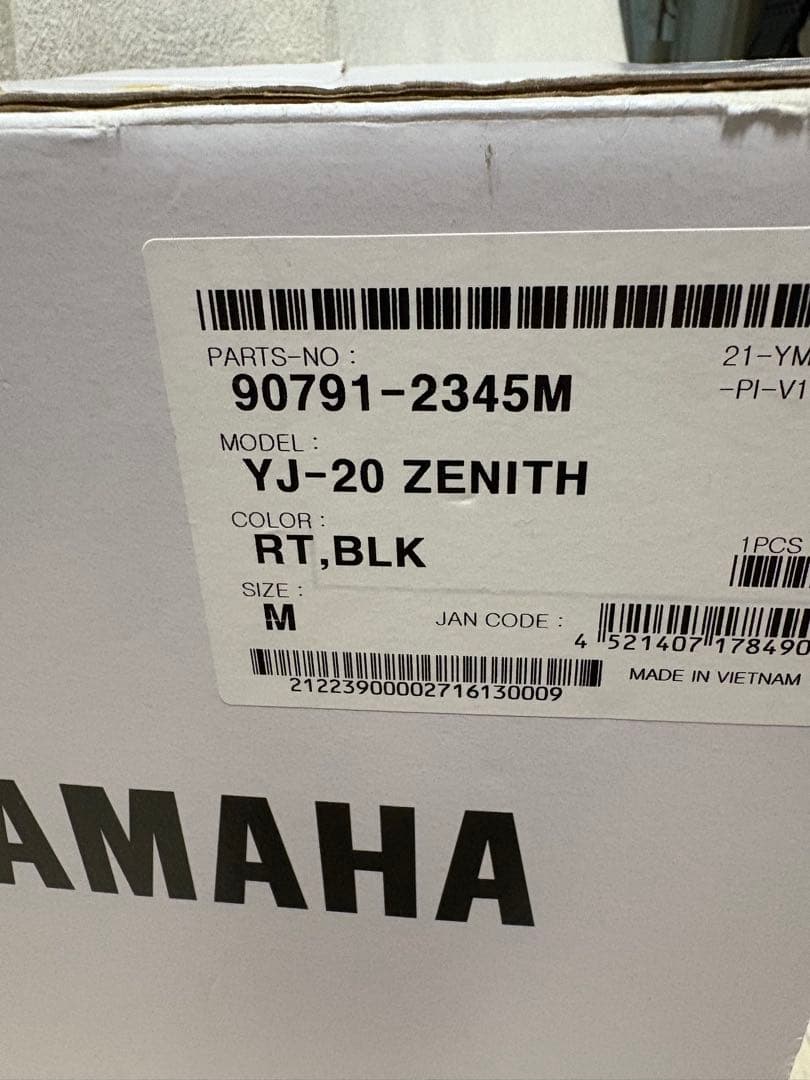 PARTS-NO :
90791-2345M
21-YM
-PI-V1
MODEL :
YJ-20 ZENITH
COLOR :
RT,BLK
1PCS
SIZE :
M
JAN CODE :
4 521407 178490
21223900002716130009
MADE IN VIETNAM
AMAHA